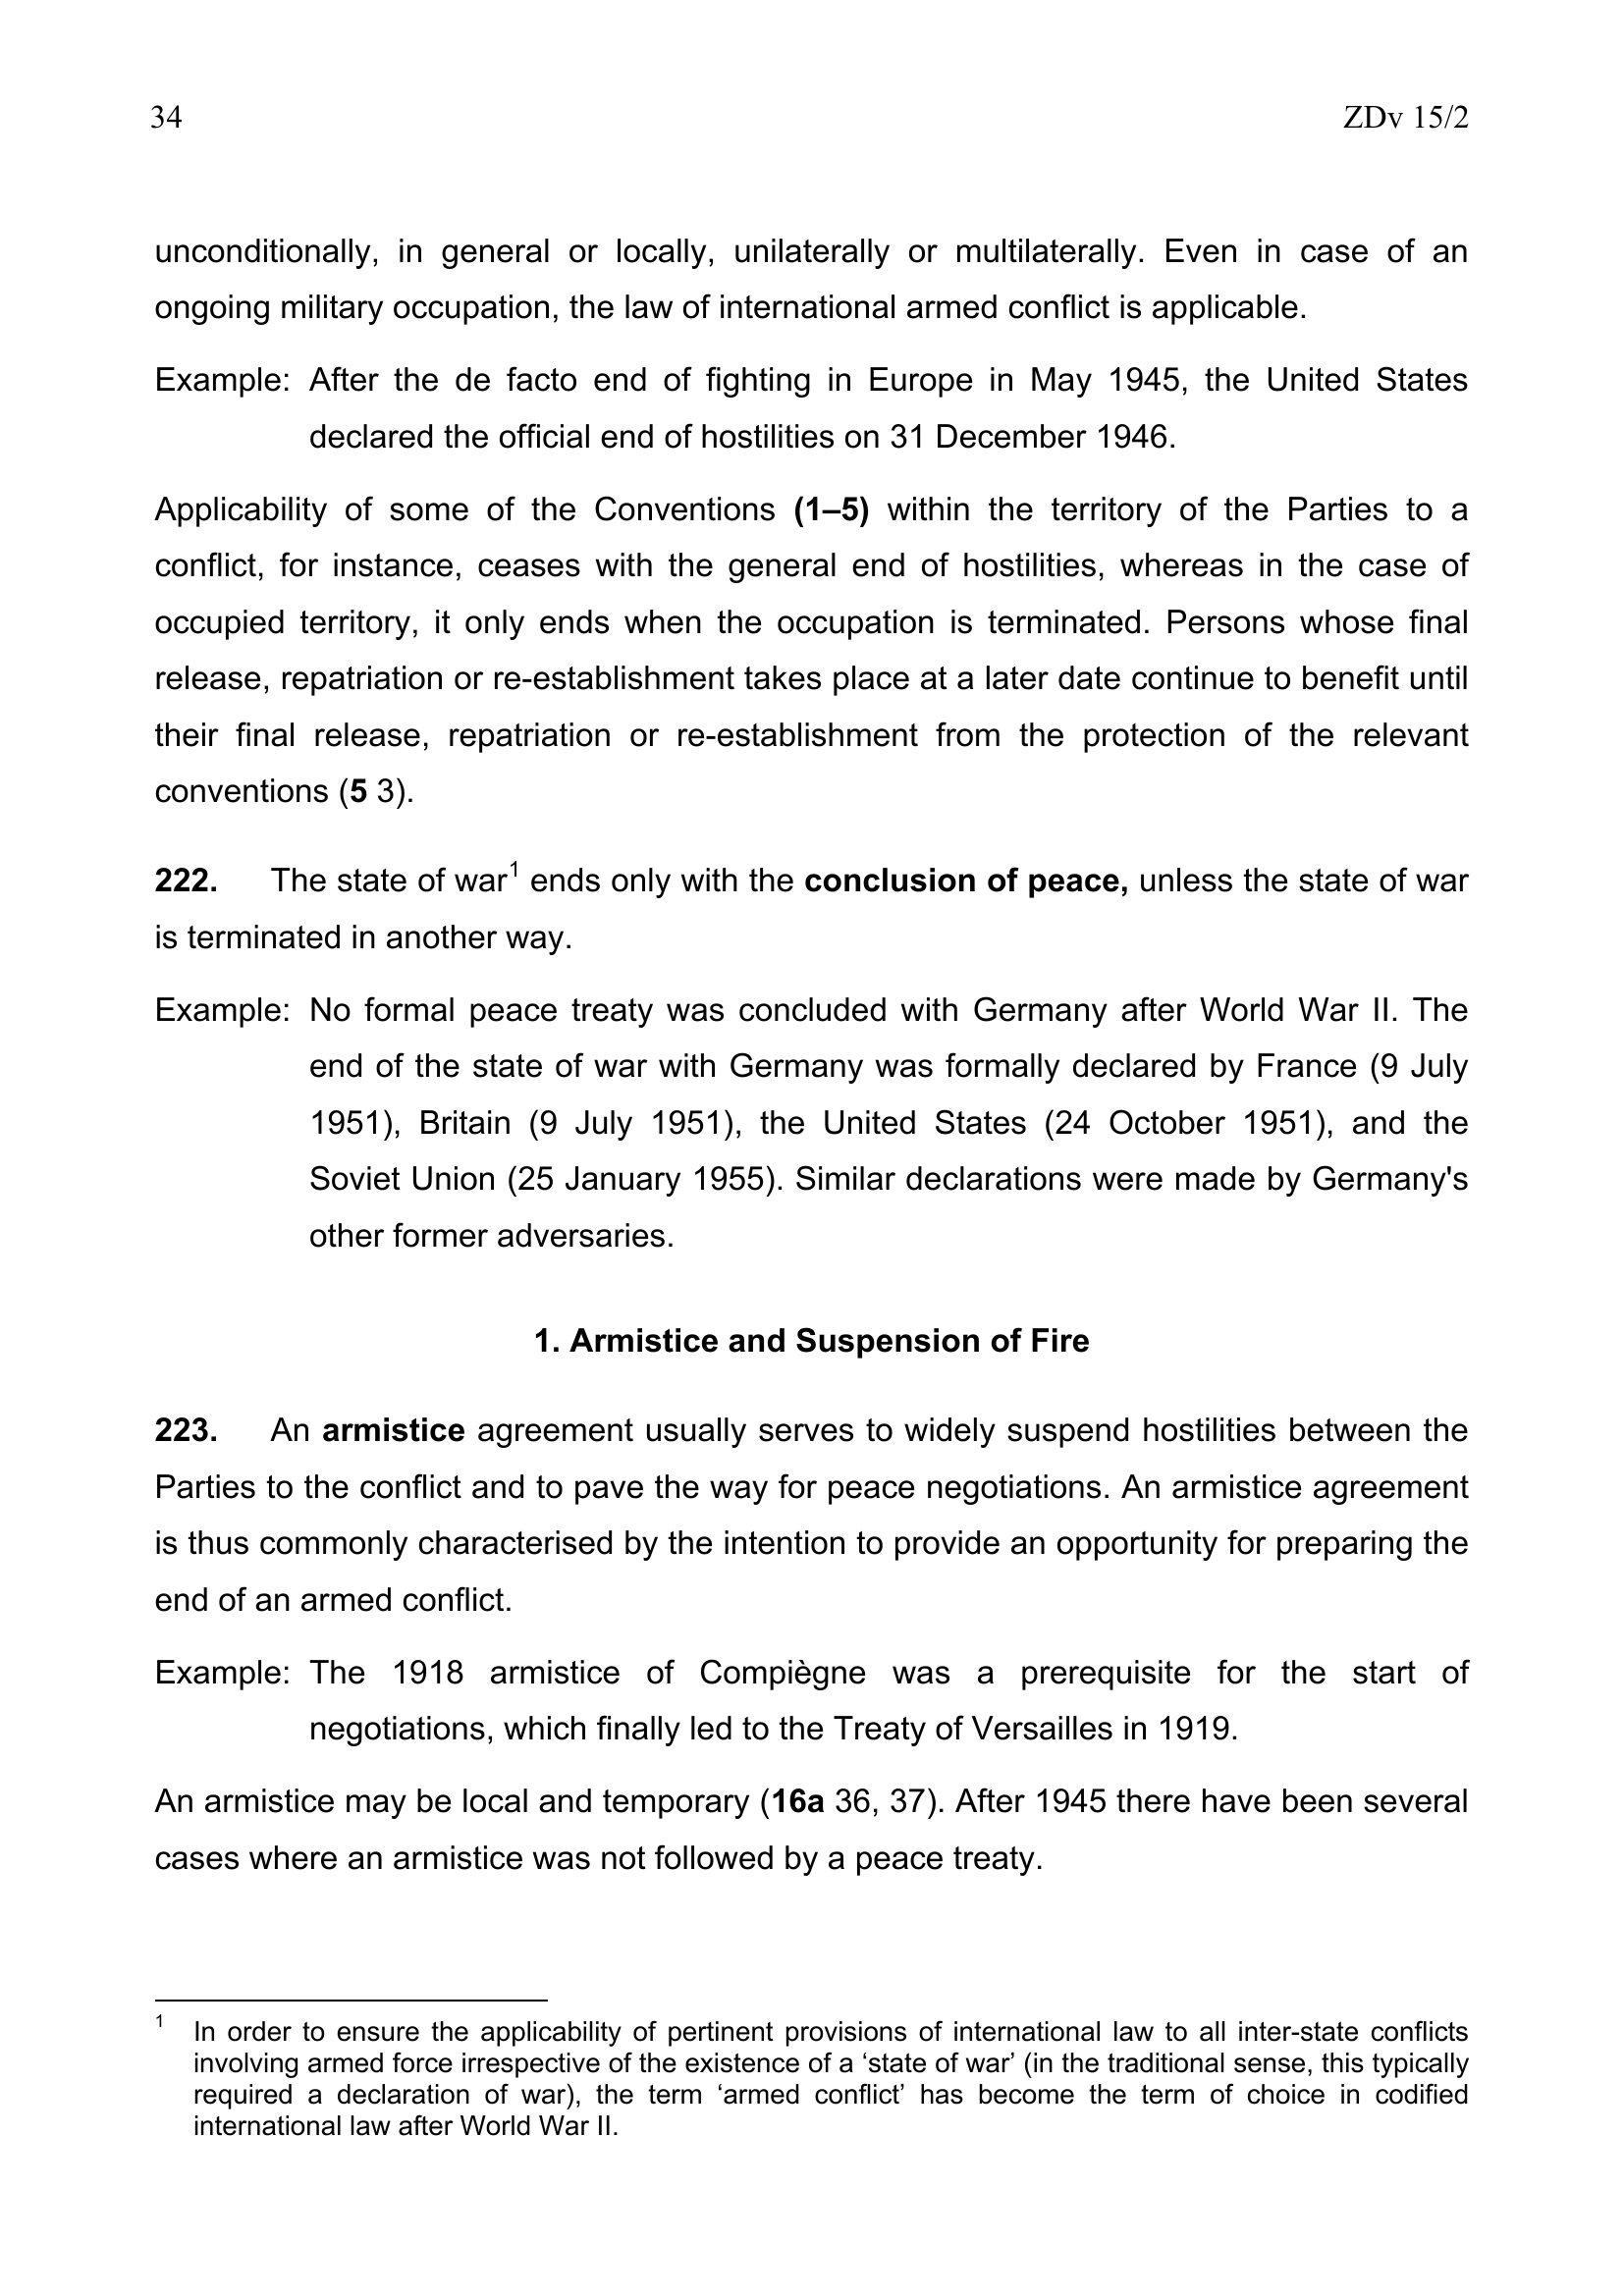 34 ZDv 15/2
unconditionally, in general or locally, unilaterally or multilaterally. Even in case of an
ongoing military occupation, the law of international armed conflict is applicable.
Example: After the de facto end of fighting in Europe in May 1945, the United States
declared the official end of hostilities on 31 December 1946.
Applicability of some of the Conventions (1–5) within the territory of the Parties to a
conflict, for instance, ceases with the general end of hostilities, whereas in the case of
occupied territory, it only ends when the occupation is terminated. Persons whose final
release, repatriation or re-establishment takes place at a later date continue to benefit until
their final release, repatriation or re-establishment from the protection of the relevant
conventions (5 3).
222. The state of war1 ends only with the conclusion of peace, unless the state of war
is terminated in another way.
Example: No formal peace treaty was concluded with Germany after World War II. The
end of the state of war with Germany was formally declared by France (9 July
1951), Britain (9 July 1951), the United States (24 October 1951), and the
Soviet Union (25 January 1955). Similar declarations were made by Germany's
other former adversaries.
1. Armistice and Suspension of Fire
223. An armistice agreement usually serves to widely suspend hostilities between the
Parties to the conflict and to pave the way for peace negotiations. An armistice agreement
is thus commonly characterised by the intention to provide an opportunity for preparing the
end of an armed conflict.
Example: The 1918 armistice of Compiègne was a prerequisite for the start of
negotiations, which finally led to the Treaty of Versailles in 1919.
An armistice may be local and temporary (16a 36, 37). After 1945 there have been several
cases where an armistice was not followed by a peace treaty.
1 In order to ensure the applicability of pertinent provisions of international law to all inter-state conflicts
involving armed force irrespective of the existence of a ‘state of war’ (in the traditional sense, this typically
required a declaration of war), the term ‘armed conflict’ has become the term of choice in codified
international law after World War II.